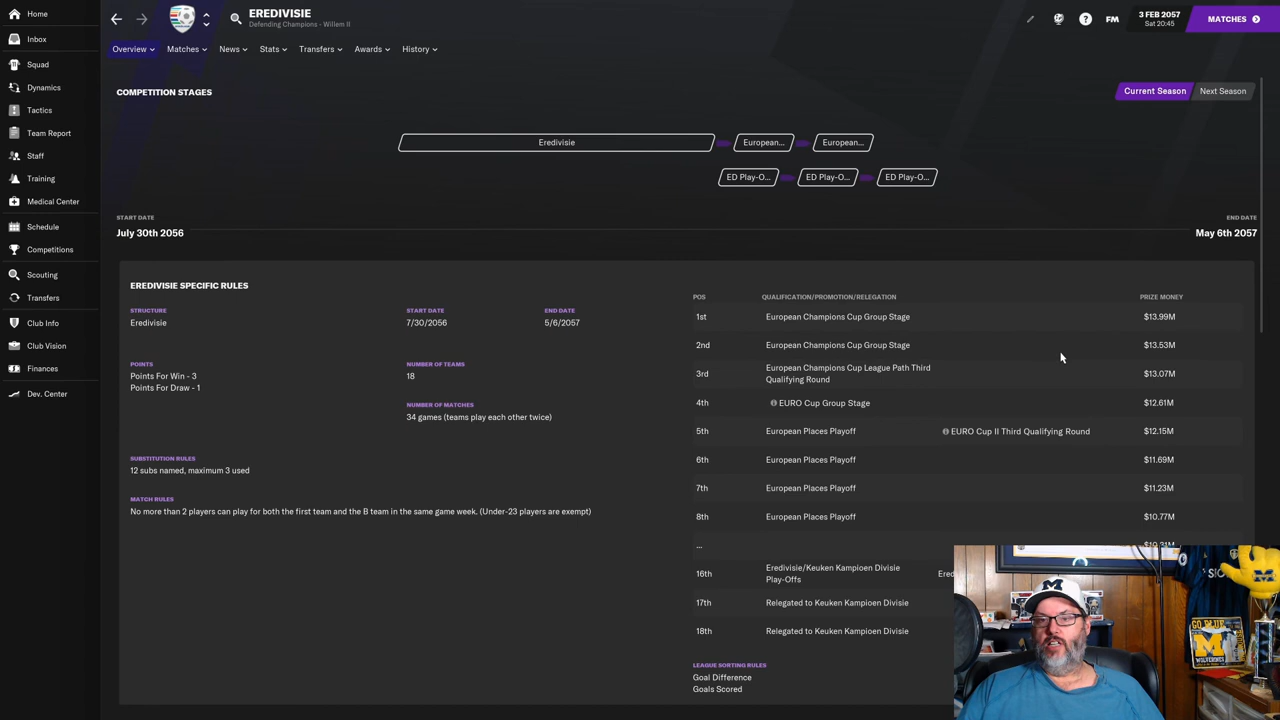 Home
Inbox
Squad
Dynamics
Tactics
Team Report
Staff
Training
Medical Center
Schedule
Competitions
Scouting
Transfers
Club Info
Club Vision
Finances
Dev. Center
EREDIVISIE
Defending Champions - Willem II
FM
3 FEB 2057
Sat 20:45
MATCHES
Overview
Matches
News
Stats
Transfers
Awards
History
COMPETITION STAGES
Current Season
Next Season
Eredivisie
European...
European...
ED Play-O...
ED Play-O...
ED Play-O...
START DATE
July 30th 2056
END DATE
May 6th 2057
EREDIVISIE SPECIFIC RULES
STRUCTURE
Eredivisie
START DATE
7/30/2056
END DATE
5/6/2057
POINTS
Points For Win - 3
Points For Draw - 1
NUMBER OF TEAMS
18
NUMBER OF MATCHES
34 games (teams play each other twice)
SUBSTITUTION RULES
12 subs named, maximum 3 used
MATCH RULES
No more than 2 players can play for both the first team and the B team in the same game week. (Under-23 players are exempt)
POS QUALIFICATION/PROMOTION/RELEGATION PRIZE MONEY
1st European Champions Cup Group Stage $13.99M
2nd European Champions Cup Group Stage $13.53M
3rd European Champions Cup League Path Third Qualifying Round $13.07M
4th EURO Cup Group Stage $12.61M
5th European Places Playoff EURO Cup II Third Qualifying Round $12.15M
6th European Places Playoff $11.69M
7th European Places Playoff $11.23M
8th European Places Playoff $10.77M
... $10.31M
16th Eredivisie/Keuken Kampioen Divisie Play-Offs
17th Relegated to Keuken Kampioen Divisie
18th Relegated to Keuken Kampioen Divisie
LEAGUE SORTING RULES
Goal Difference
Goals Scored
M
GO BLUE
M
WOLVERINES